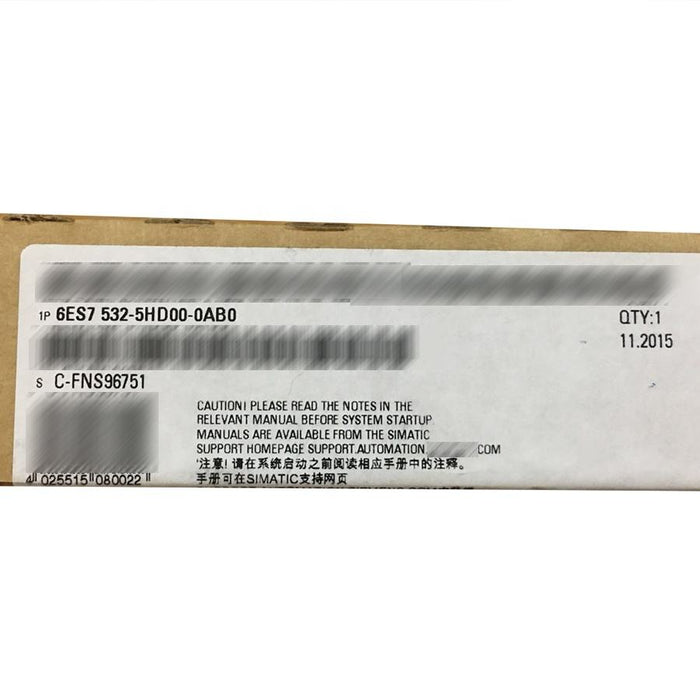 1P 6ES7 532-5HD00-0AB0
QTY:1
11.2015
S C-FNS96751
CAUTION! PLEASE READ THE NOTES IN THE
RELEVANT MANUAL BEFORE SYSTEM STARTUP.
MANUALS ARE AVAILABLE FROM THE SIMATIC
SUPPORT HOMEPAGE SUPPORT.AUTOMATION. COM
'注意! 请在系统启动之前阅读相应手册中的注释。
手册可在SIMATIC支持网页
4 025515 080022